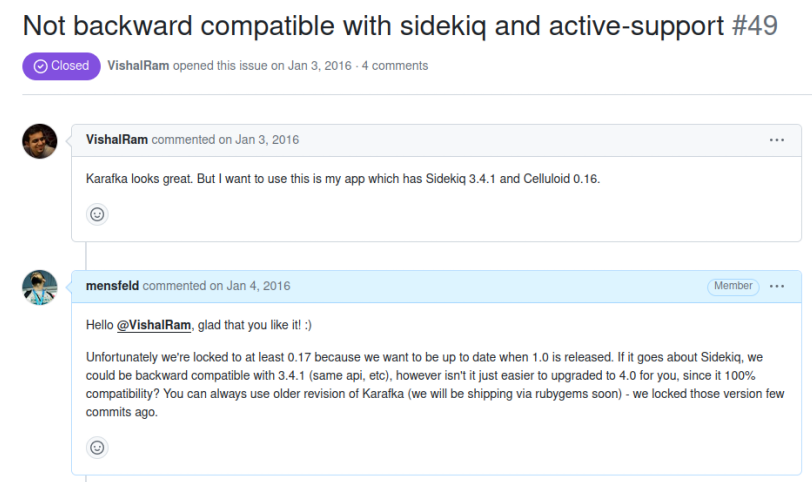 Not backward compatible with sidekiq and active-support #49
Closed VishalRam opened this issue on Jan 3, 2016 · 4 comments
VishalRam commented on Jan 3, 2016
Karafka looks great. But I want to use this is my app which has Sidekiq 3.4.1 and Celluloid 0.16.
mensfeld commented on Jan 4, 2016 Member
Hello @VishalRam, glad that you like it! :)
Unfortunately we're locked to at least 0.17 because we want to be up to date when 1.0 is released. If it goes about Sidekiq, we
could be backward compatible with 3.4.1 (same api, etc), however isn't it just easier to upgraded to 4.0 for you, since it 100%
compatibility? You can always use older revision of Karafka (we will be shipping via rubygems soon) - we locked those version few
commits ago.